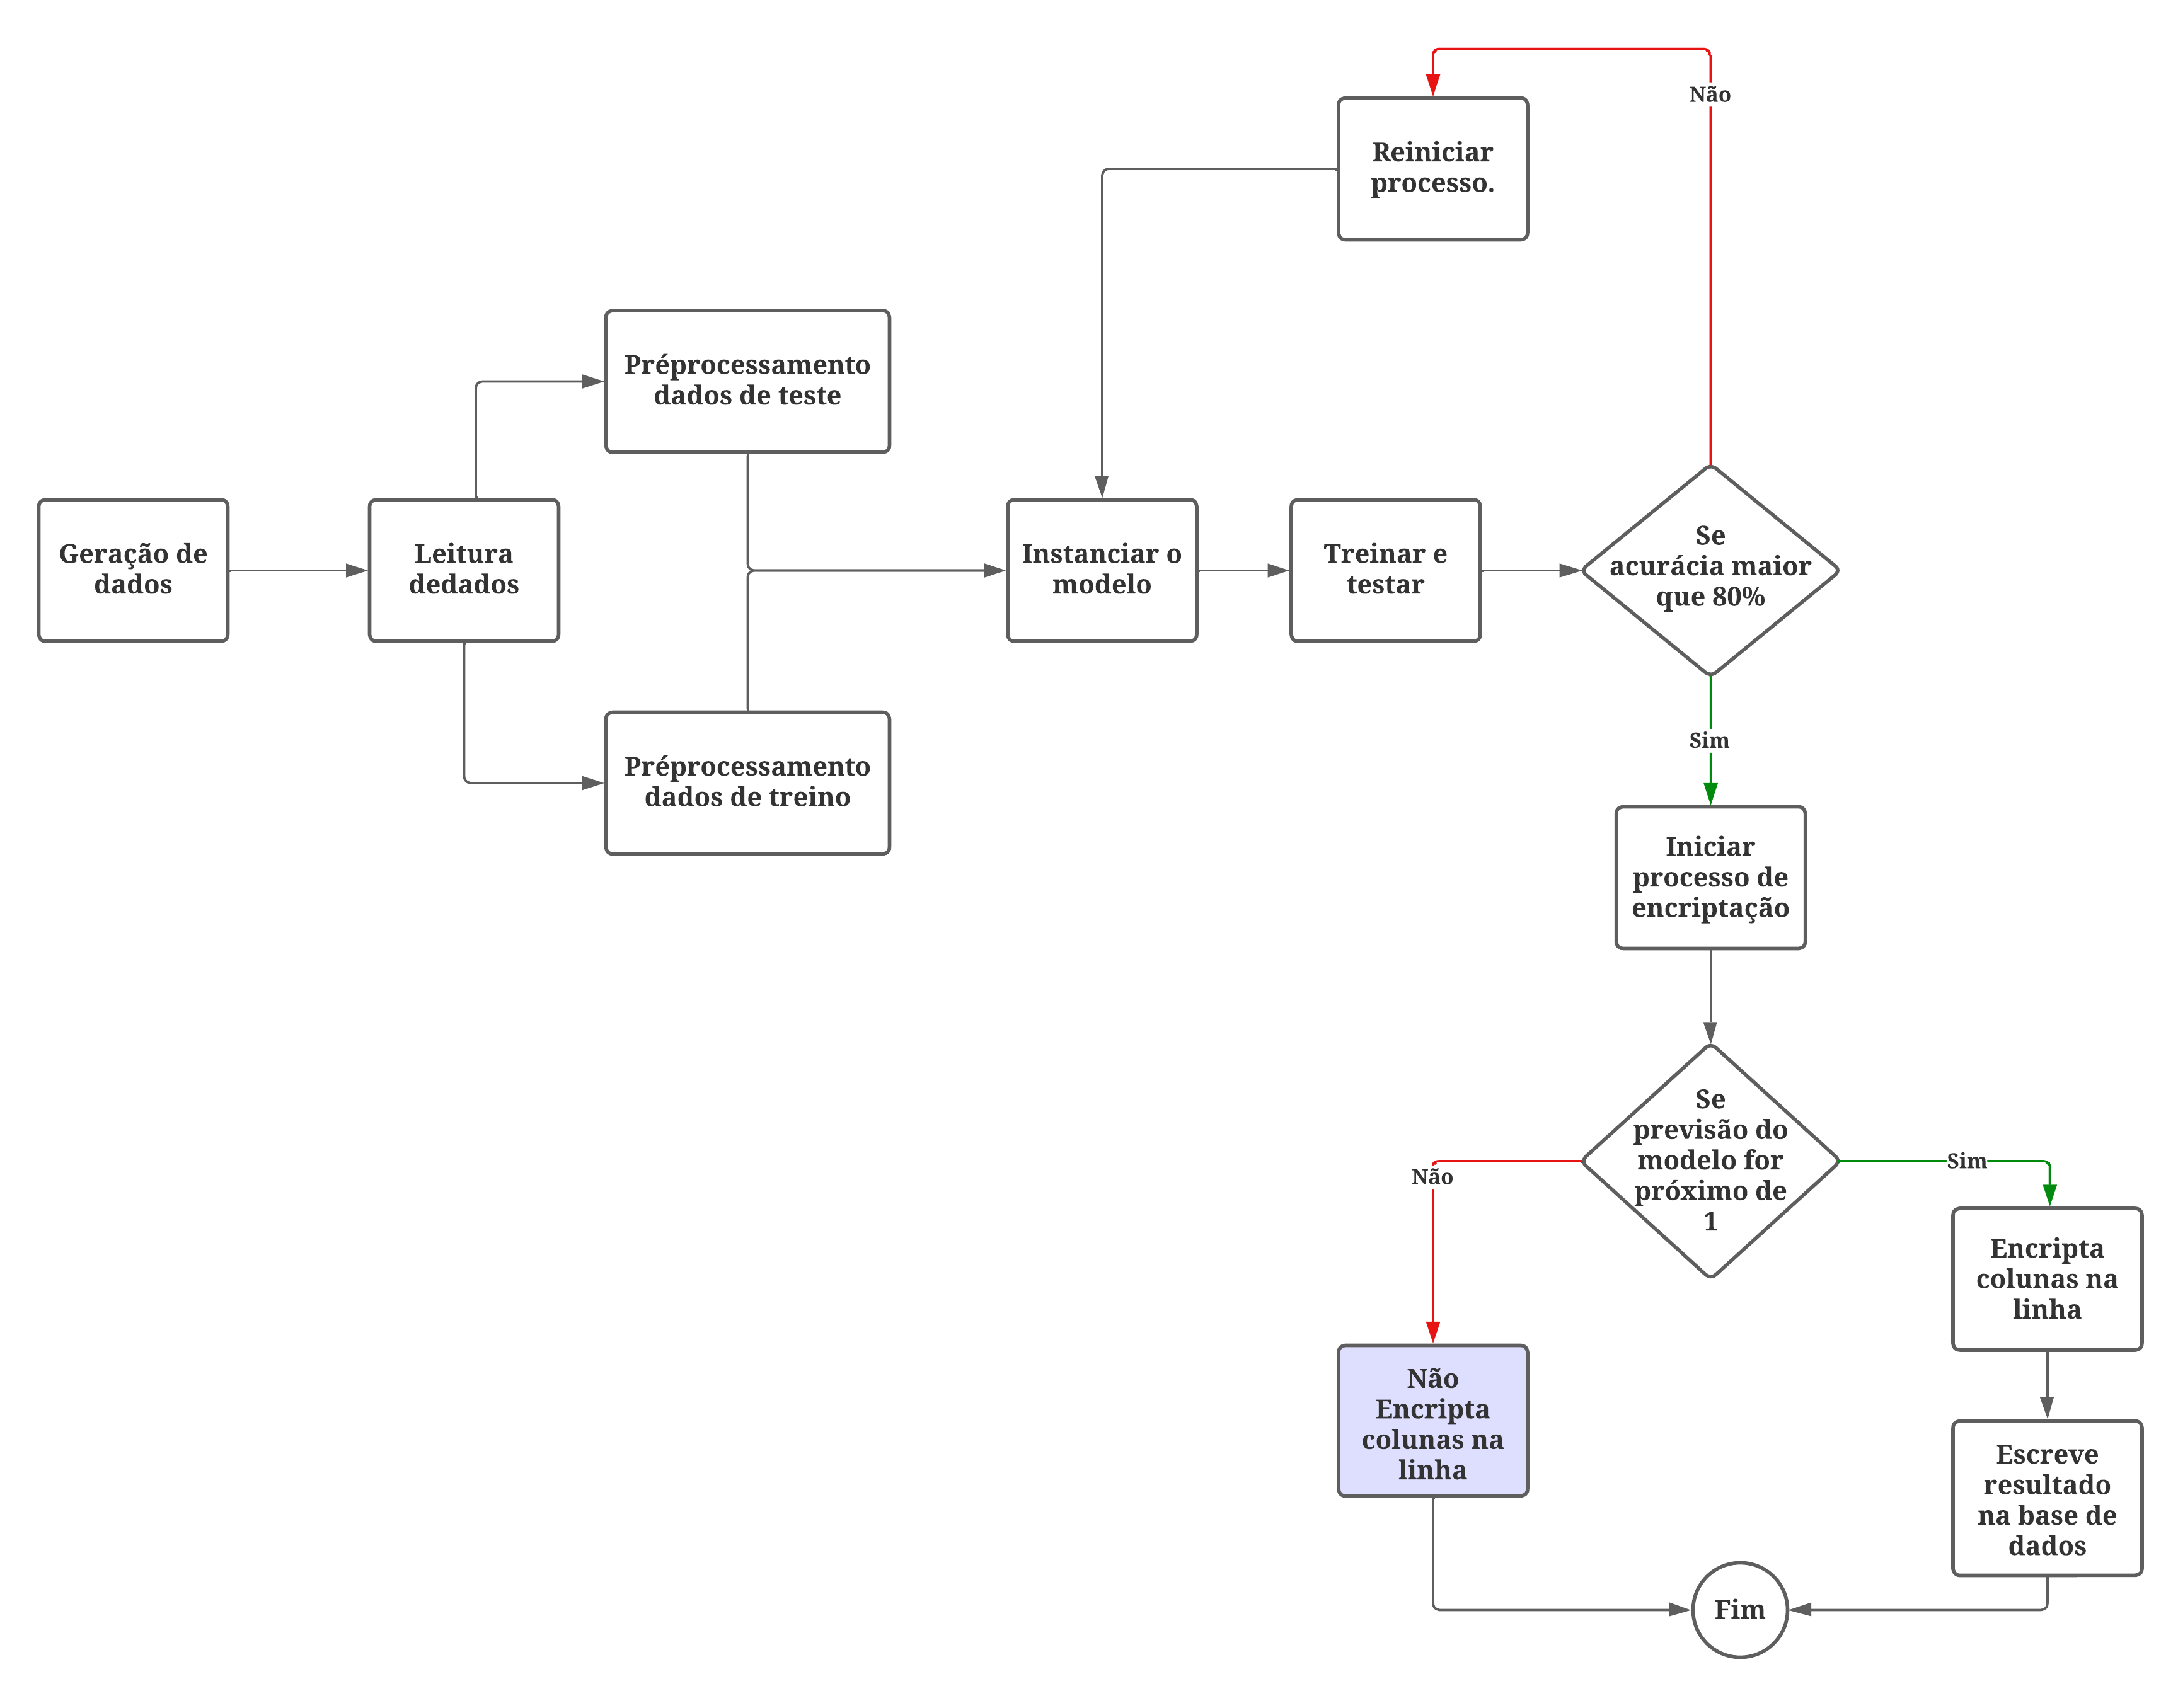 Não
Reiniciar
processo.
Préprocessamento
dados de teste
Geração de
dados
Leitura
dedados
Instanciar o
modelo
Treinar e
testar
Se
acurácia maior
que 80%
Préprocessamento
dados de treino
Sim
Iniciar
processo de
encriptação
Se
previsão do
modelo for
próximo de
1
Não
Sim
Encripta
colunas na
linha
Não
Encripta
colunas na
linha
Escreve
resultado
na base de
dados
Fim